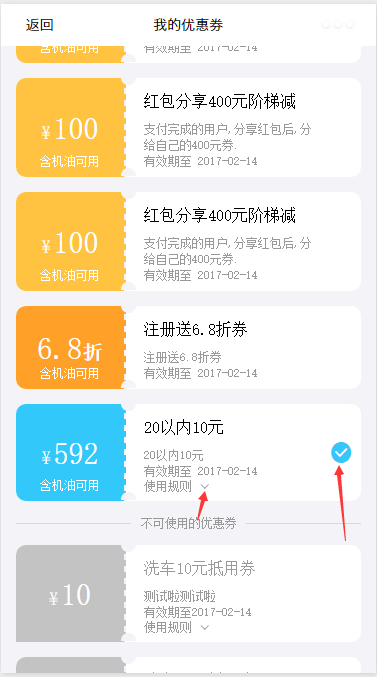 返回
我的优惠券
含机油可用
有效期至 2017-02-14
红包分享400元阶梯减
¥100
支付完成的用户,分享红包后,分
给自己的400元券.
含机油可用
有效期至 2017-02-14
红包分享400元阶梯减
¥100
支付完成的用户,分享红包后,分
给自己的400元券.
含机油可用
有效期至 2017-02-14
注册送6.8折券
6.8折
注册送6.8折券
含机油可用
有效期至 2017-02-14
20以内10元
¥592
20以内10元
有效期至 2017-02-14
含机油可用
使用规则
不可使用的优惠券
洗车10元抵用券
¥10
测试啦测试啦
有效期至2017-02-14
使用规则